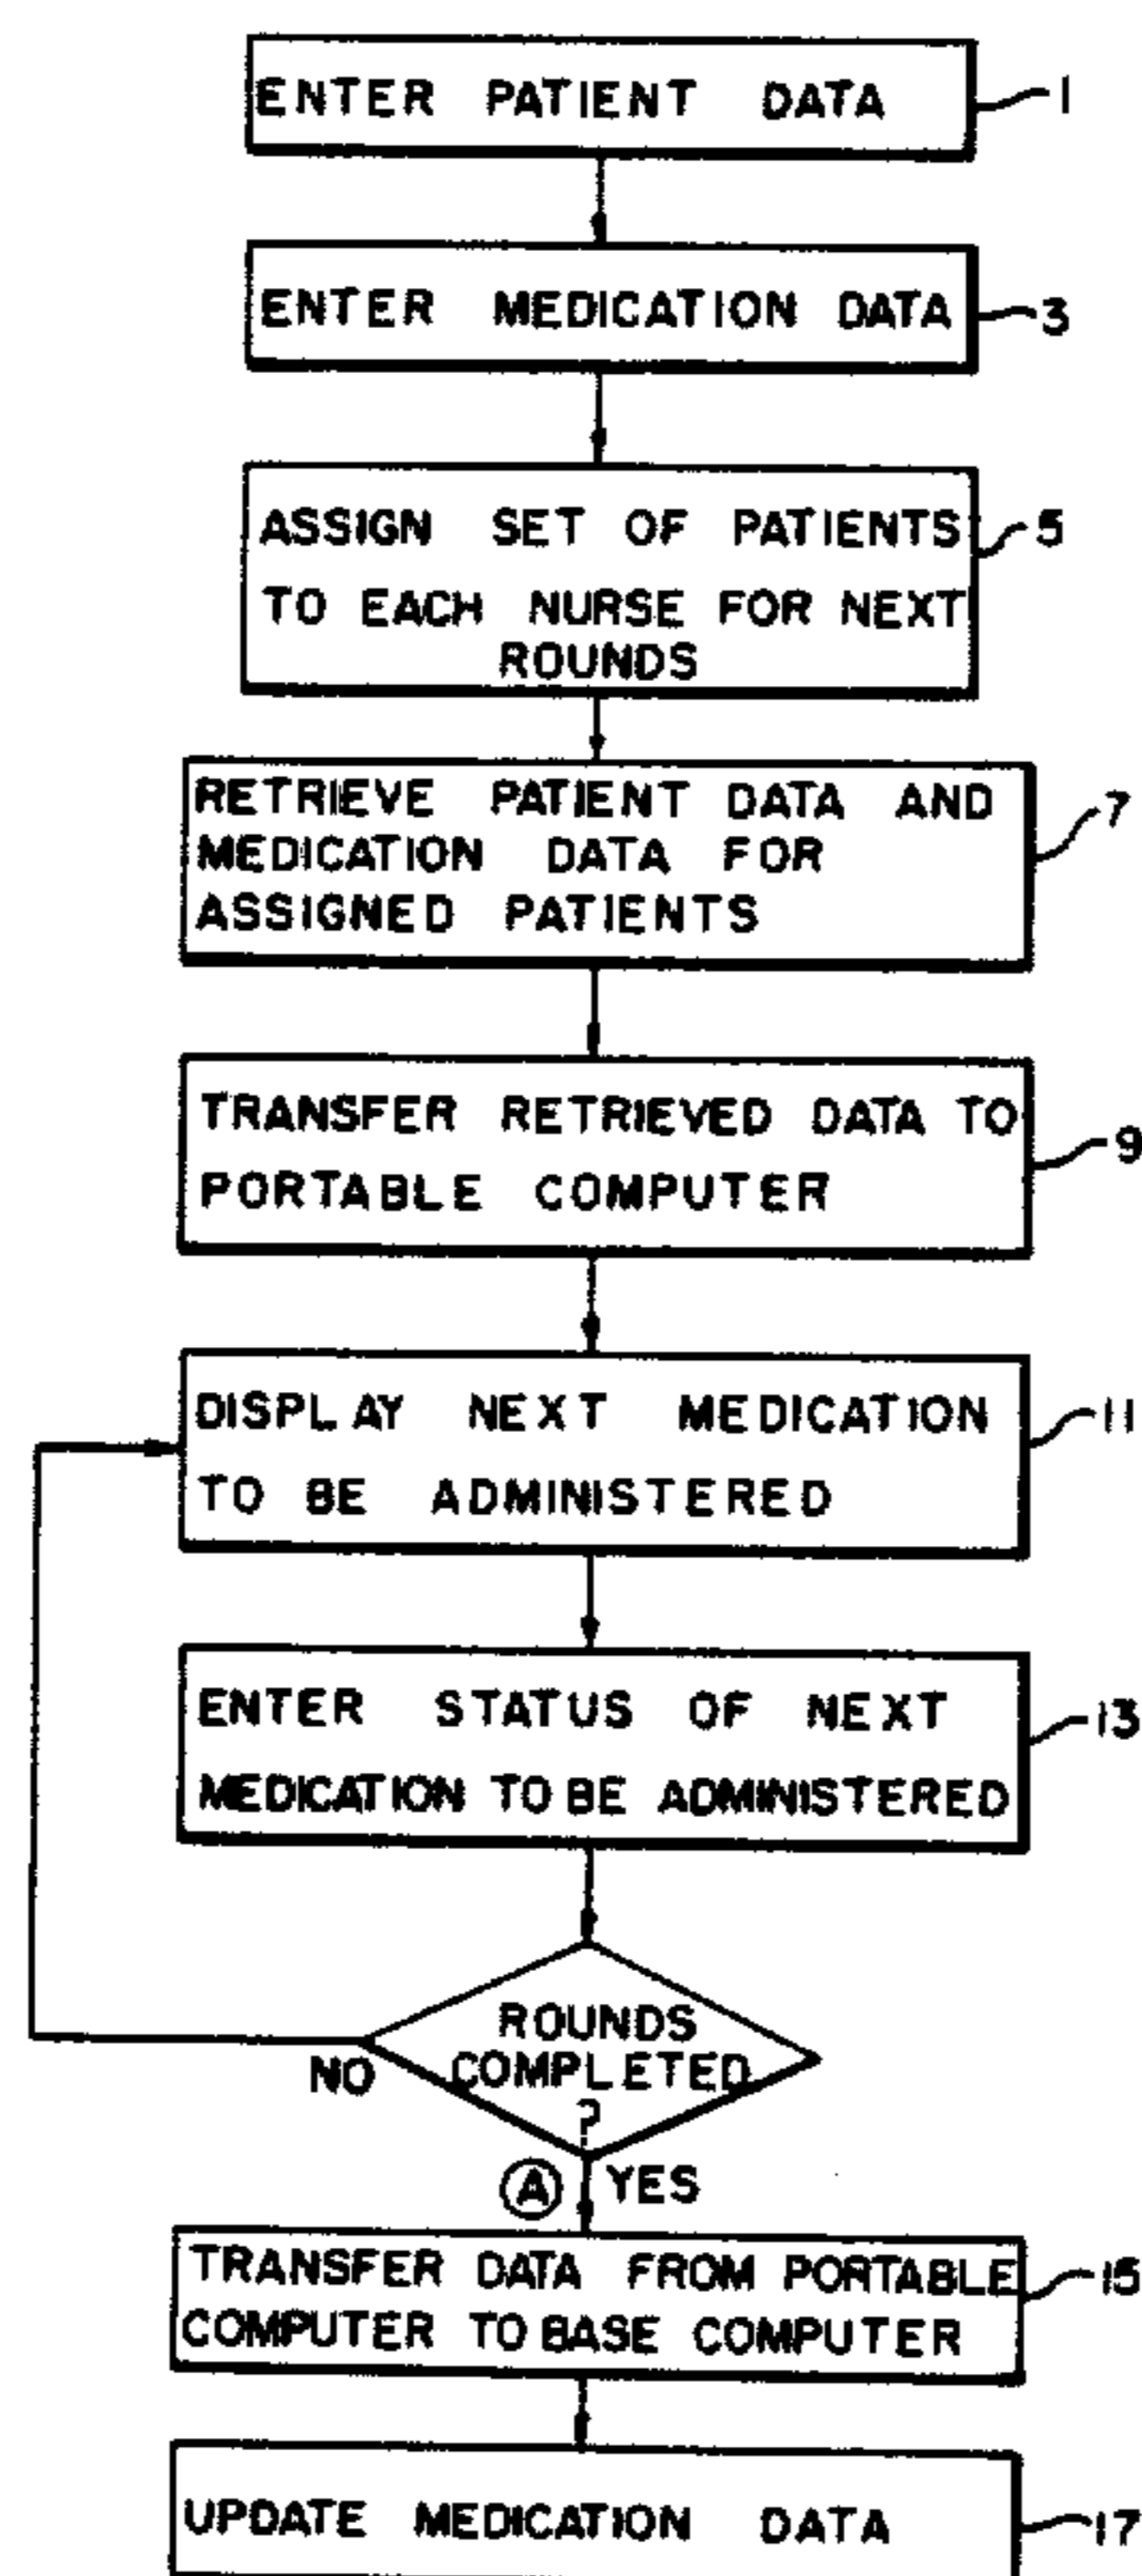 ENTER PATIENT DATA
1
ENTER MEDICATION DATA
3
ASSIGN SET OF PATIENTS
TO EACH NURSE FOR NEXT
ROUNDS
5
RETRIEVE PATIENT DATA AND
MEDICATION DATA FOR
ASSIGNED PATIENTS
7
TRANSFER RETRIEVED DATA TO
PORTABLE COMPUTER
9
DISPLAY NEXT MEDICATION
TO BE ADMINISTERED
11
ENTER STATUS OF NEXT
MEDICATION TO BE ADMINISTERED
13
ROUNDS
COMPLETED
?
NO
A YES
TRANSFER DATA FROM PORTABLE
COMPUTER TO BASE COMPUTER
15
UPDATE MEDICATION DATA
17